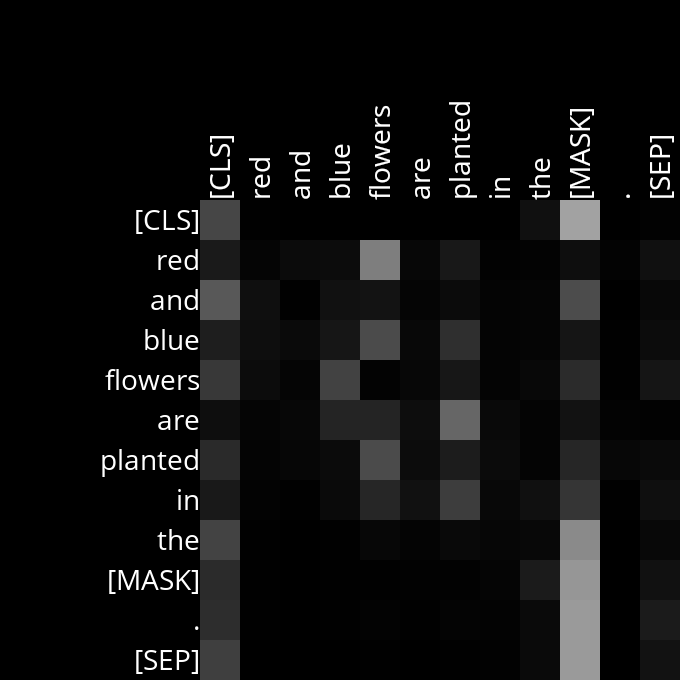 [CLS] red and blue flowers are planted in the [MASK] . [SEP]
[CLS]
red
and
blue
flowers
are
planted
in
the
[MASK]
.
[SEP]